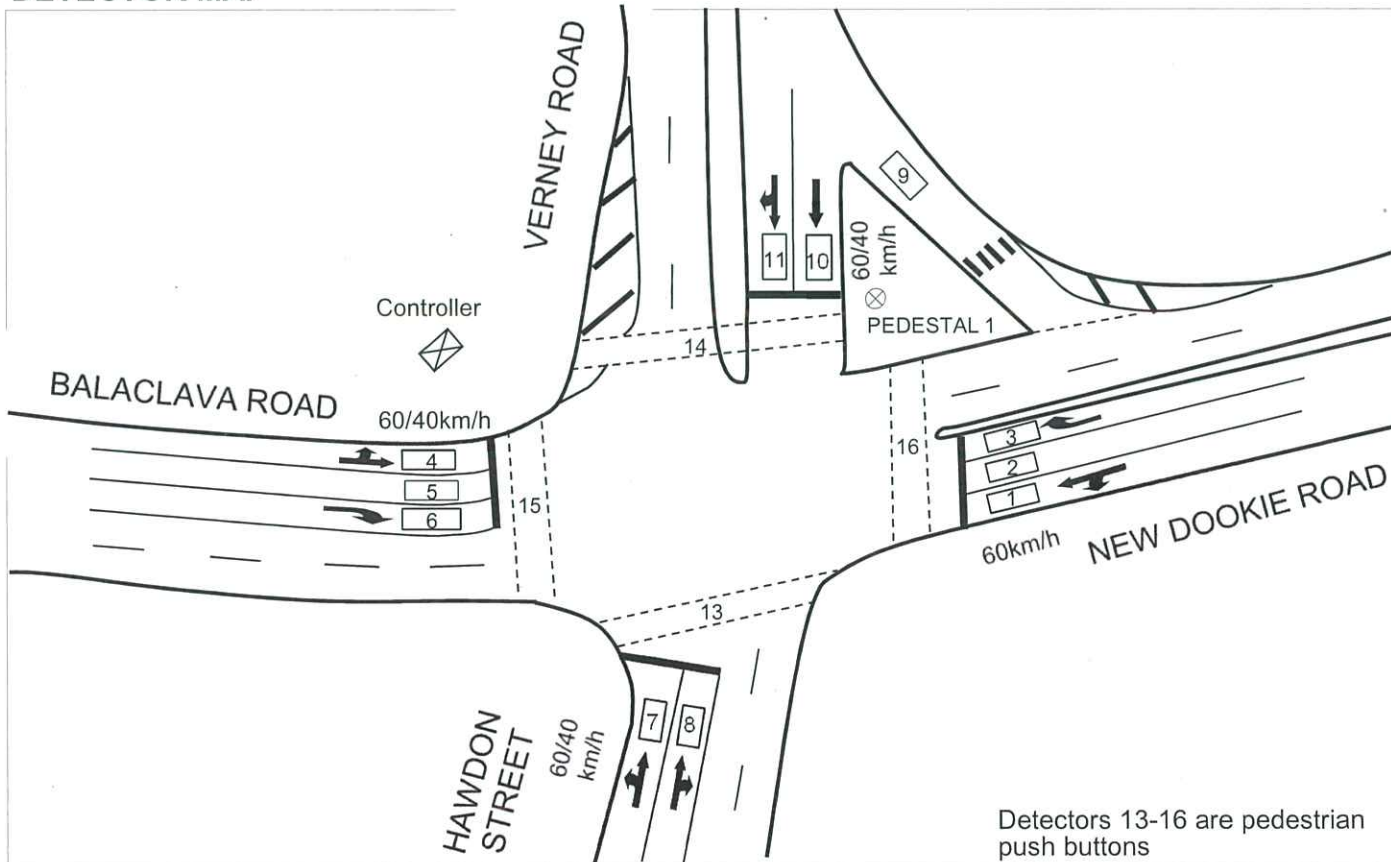 VERNEY ROAD
9
11
10
60/40
km/h
PEDESTAL 1
Controller
14
BALACLAVA ROAD
60/40km/h
4
5
6
15
16
3
2
1
60km/h
NEW DOOKIE ROAD
13
7
8
60/40
km/h
HAWDON
STREET
Detectors 13-16 are pedestrian
push buttons